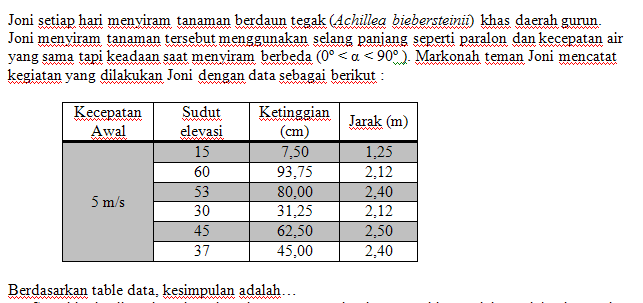 Joni setiap hari menyiram tanaman berdaun tegak (Achillea biebersteinii) khas daerah gurun.
Joni menyiram tanaman tersebut menggunakan selang panjang seperti paralon dan kecepatan air
yang sama tapi keadaan saat menyiram berbeda (0° < α < 90° ). Markonah teman Joni mencatat
kegiatan yang dilakukan Joni dengan data sebagai berikut :
Kecepatan Awal Sudut elevasi Ketinggian (cm) Jarak (m)
5 m/s
15 7,50 1,25
60 93,75 2,12
53 80,00 2,40
30 31,25 2,12
45 62,50 2,50
37 45,00 2,40
Berdasarkan table data, kesimpulan adalah…